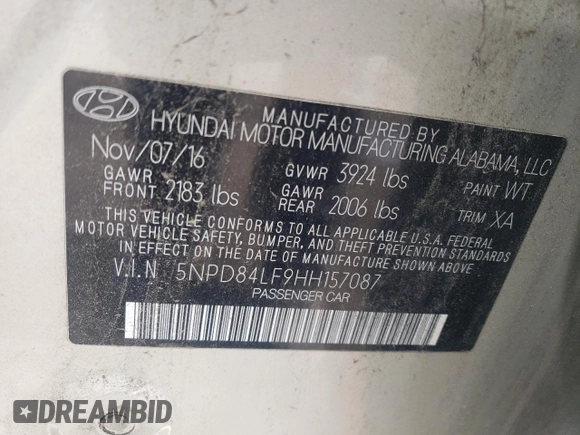 MANUFACTURED BY
HYUNDAI MOTOR MANUFACTURING ALABAMA, LLC
Nov/07/16 GVWR 3924 lbs PAINT WT
GAWR FRONT 2183 lbs GAWR REAR 2006 lbs TRIM XA
THIS VEHICLE CONFORMS TO ALL APPLICABLE U.S.A. FEDERAL
MOTOR VEHICLE SAFETY, BUMPER, AND THEFT PREVENTION STANDARDS
IN EFFECT ON THE DATE OF MANUFACTURE SHOWN ABOVE.
V.I.N 5NPD84LF9HH157087
PASSENGER CAR
DREAMBID